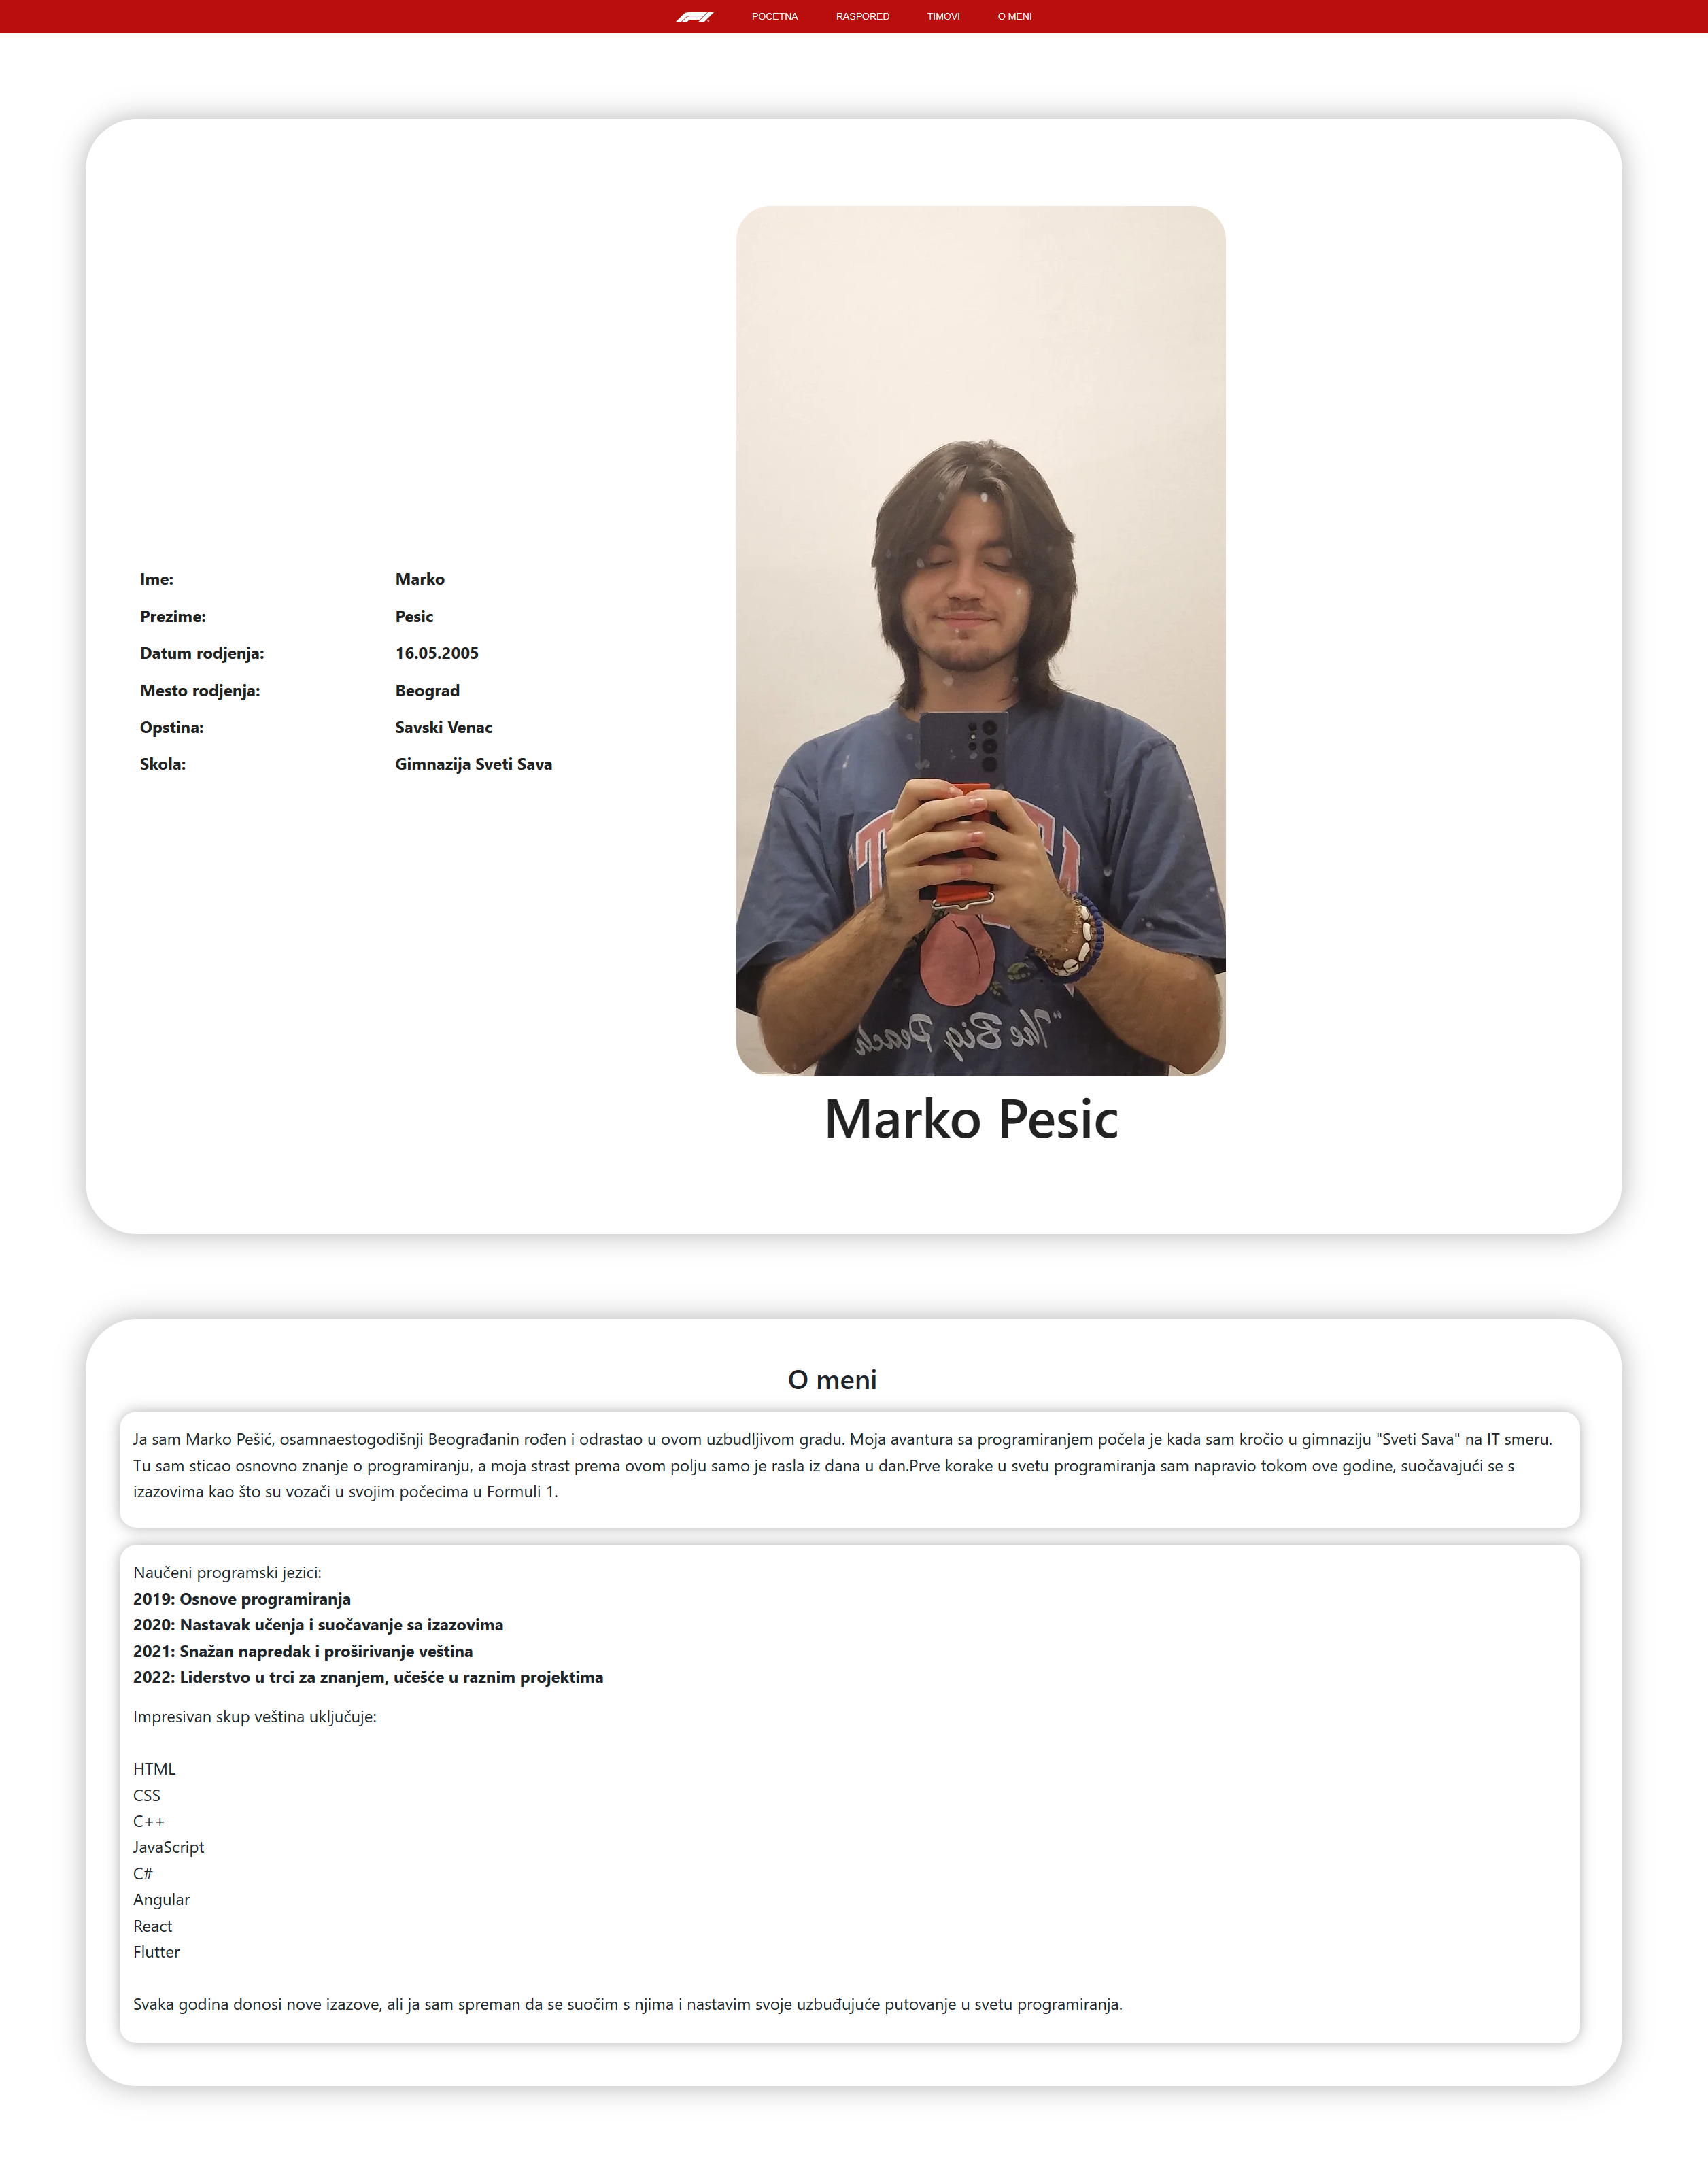 F1
POCETNA RASPORED TIMOVI O MENI
Ime: Marko
Prezime: Pesic
Datum rodjenja: 16.05.2005
Mesto rodjenja: Beograd
Opstina: Savski Venac
Skola: Gimnazija Sveti Sava
"The Big Peach
Marko Pesic
O meni
Ja sam Marko Pešić, osamnaestogodišnji Beograđanin rođen i odrastao u ovom uzbudljivom gradu. Moja avantura sa programiranjem počela je kada sam kročio u gimnaziju "Sveti Sava" na IT smeru.
Tu sam sticao osnovno znanje o programiranju, a moja strast prema ovom polju samo je rasla iz dana u dan.Prve korake u svetu programiranja sam napravio tokom ove godine, suočavajući se s
izazovima kao što su vozači u svojim počecima u Formuli 1.
Naučeni programski jezici:
2019: Osnove programiranja
2020: Nastavak učenja i suočavanje sa izazovima
2021: Snažan napredak i proširivanje veština
2022: Liderstvo u trci za znanjem, učešće u raznim projektima
Impresivan skup veština uključuje:
HTML
CSS
C++
JavaScript
C#
Angular
React
Flutter
Svaka godina donosi nove izazove, ali ja sam spreman da se suočim s njima i nastavim svoje uzbuđujuće putovanje u svetu programiranja.